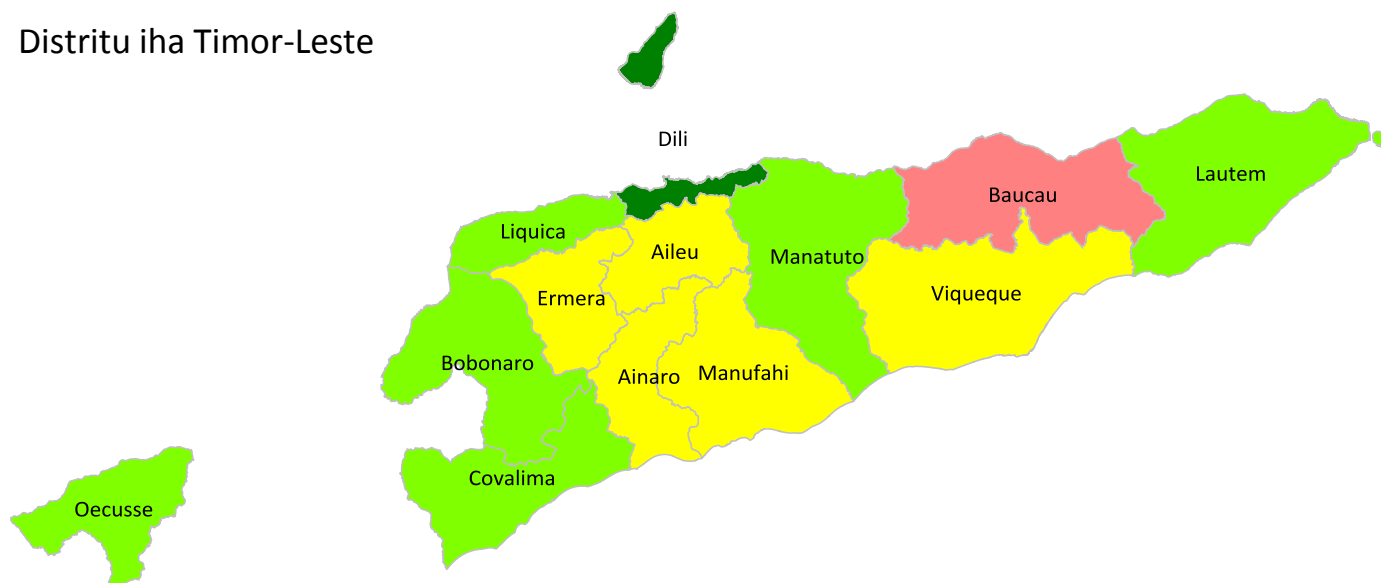 Distritu iha Timor-Leste
Dili
Lautem
Baucau
Liquica
Aileu
Manatuto
Ermera
Viqueque
Bobonaro
Ainaro
Manufahi
Covalima
Oecusse